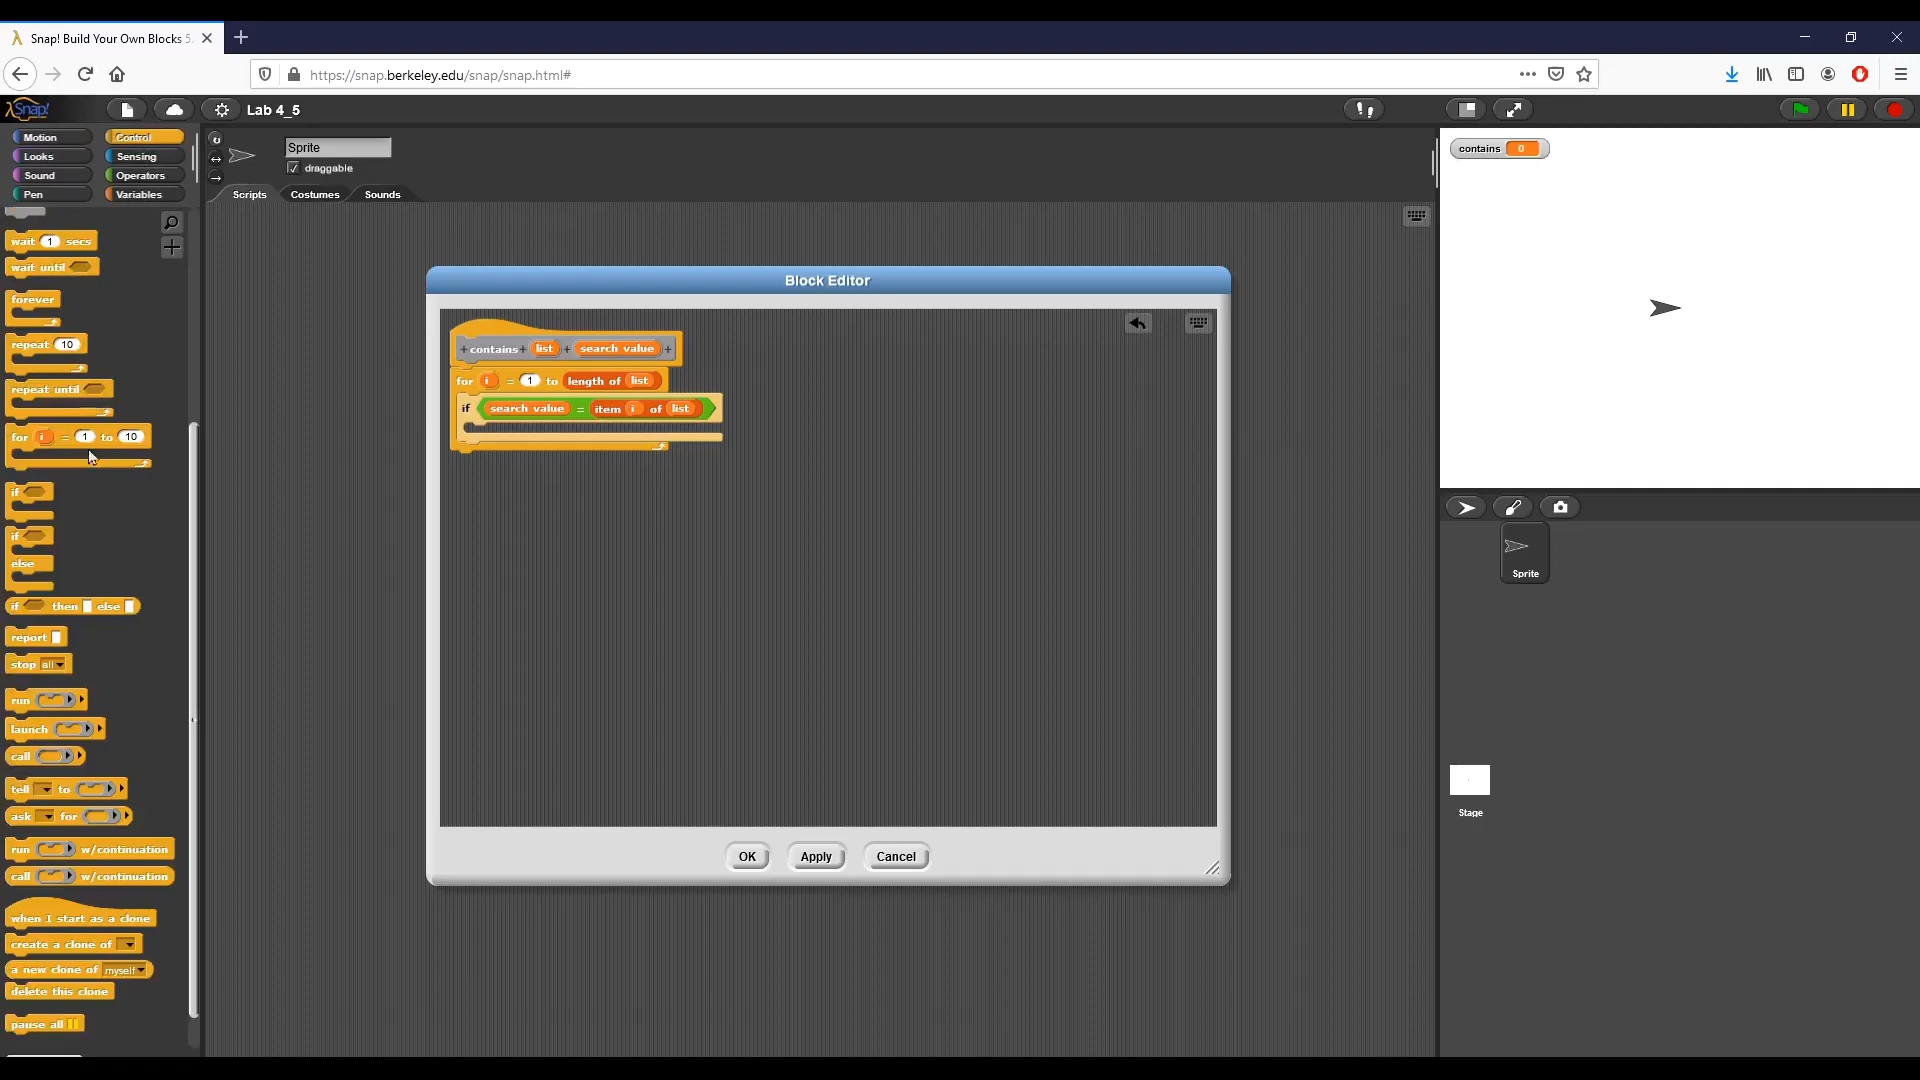 Snap! Build Your Own Blocks 5.
https://snap.berkeley.edu/snap/snap.html#
Snap! Lab 4_5
Motion Control
Looks Sensing
Sound Operators
Pen Variables
Sprite
draggable
Scripts Costumes Sounds
wait 1 secs
wait until
forever
repeat 10
repeat until
for i = 1 to 10
if
if
else
if then else
report
stop all
run
launch
call
tell to
ask for
run w/continuation
call w/continuation
when I start as a clone
create a clone of
a new clone of myself
delete this clone
pause all
Block Editor
+ contains + list + search value +
for i = 1 to length of list
if search value = item i of list
OK Apply Cancel
contains 0
Sprite
Stage